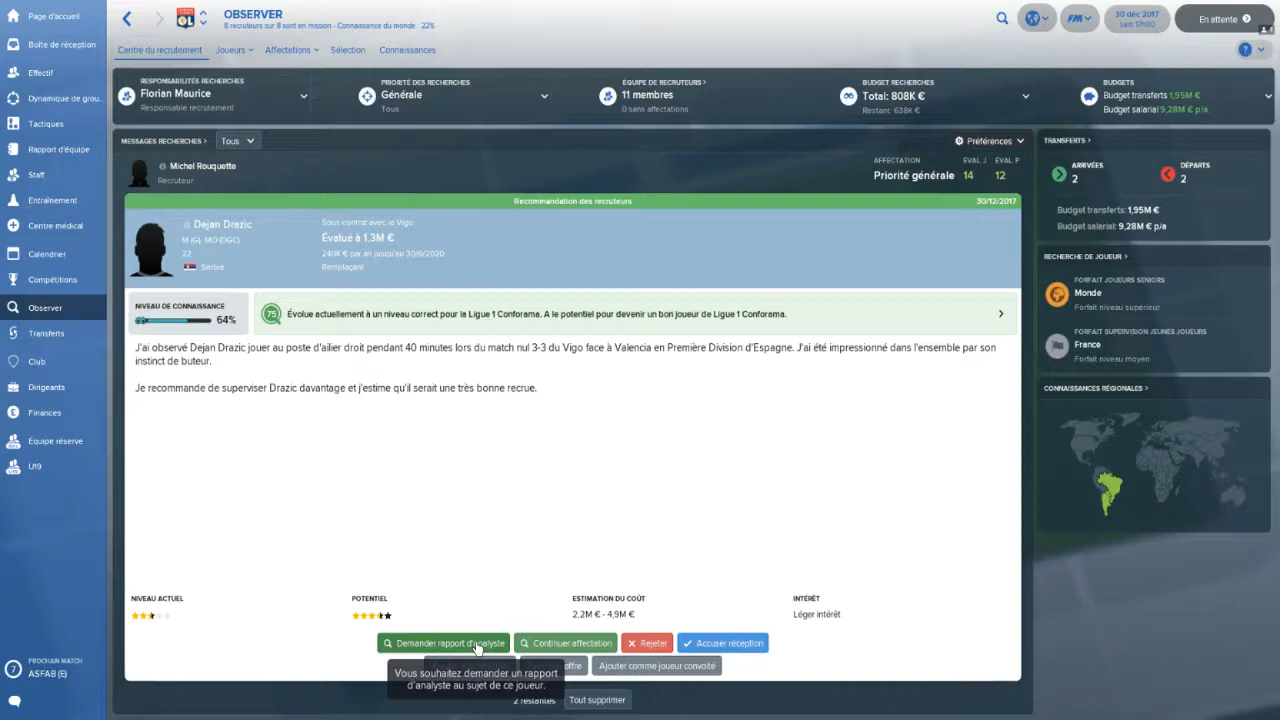 Page d'accueil
Boîte de réception
Effectif
Dynamique de grou...
Tactiques
Rapport d'équipe
Staff
Entraînement
Centre médical
Calendrier
Compétitions
Observer
Transferts
Club
Dirigeants
Finances
Équipe réserve
U19
PROCHAIN MATCH
ASFAB (E)
OBSERVER
8 recruteurs sur 8 sont en mission - Connaissance du monde : 22%
FM
30 déc 2017
sam 17h00
En attente
Centre du recrutement
Joueurs
Affectations
Sélection
Connaissances
RESPONSABILITÉS RECHERCHES
Florian Maurice
Responsable recrutement
PRIORITÉ DES RECHERCHES
Générale
Tous
ÉQUIPE DE RECRUTEURS >
11 membres
0 sans affectations
BUDGET RECHERCHES
Total: 808K €
Restant: 638K €
BUDGETS
Budget transferts 1,95M €
Budget salarial 9,28M € p/a
MESSAGES RECHERCHES >
Tous
Préférences
Michel Rouquette
Recruteur
AFFECTATION
Priorité générale
ÉVAL J
14
ÉVAL P
12
Recommandation des recruteurs
30/12/2017
Dejan Drazic
M (G), MO (DGC)
22
Serbie
Sous contrat avec le Vigo
Évalué à 1,3M €
240K € par an jusqu'au 30/6/2020
Remplaçant
NIVEAU DE CONNAISSANCE
64%
75
Évolue actuellement à un niveau correct pour la Ligue 1 Conforama. A le potentiel pour devenir un bon joueur de Ligue 1 Conforama.
J'ai observé Dejan Drazic jouer au poste d'ailier droit pendant 40 minutes lors du match nul 3-3 du Vigo face à Valencia en Première Division d'Espagne. J'ai été impressionné dans l'ensemble par son
instinct de buteur.
Je recommande de superviser Drazic davantage et j'estime qu'il serait une très bonne recrue.
NIVEAU ACTUEL
POTENTIEL
ESTIMATION DU COÛT
2,2M € - 4,9M €
INTÉRÊT
Léger intérêt
Demander rapport d'analyste
Continuer affectation
Rejeter
Accuser réception
offre
Ajouter comme joueur convoité
Vous souhaitez demander un rapport
d'analyste au sujet de ce joueur.
2 restantes
Tout supprimer
TRANSFERTS >
ARRIVÉES
2
DÉPARTS
2
Budget transferts: 1,95M €
Budget salarial: 9,28M € p/a
RECHERCHE DE JOUEUR >
FORFAIT JOUEURS SENIORS
Monde
Forfait niveau supérieur
FORFAIT SUPERVISION JEUNES JOUEURS
France
Forfait niveau moyen
CONNAISSANCES RÉGIONALES >